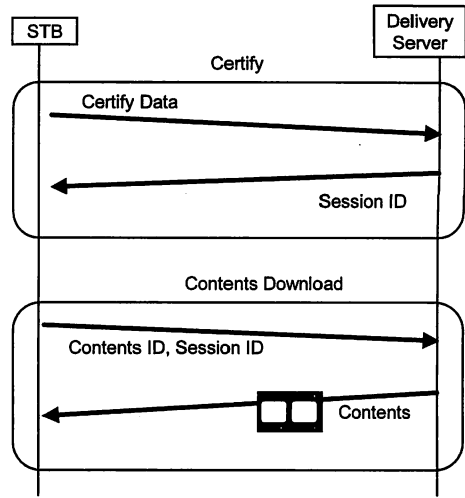 STB
Delivery
Server
Certify
Certify Data
Session ID
Contents Download
Contents ID, Session ID
Contents